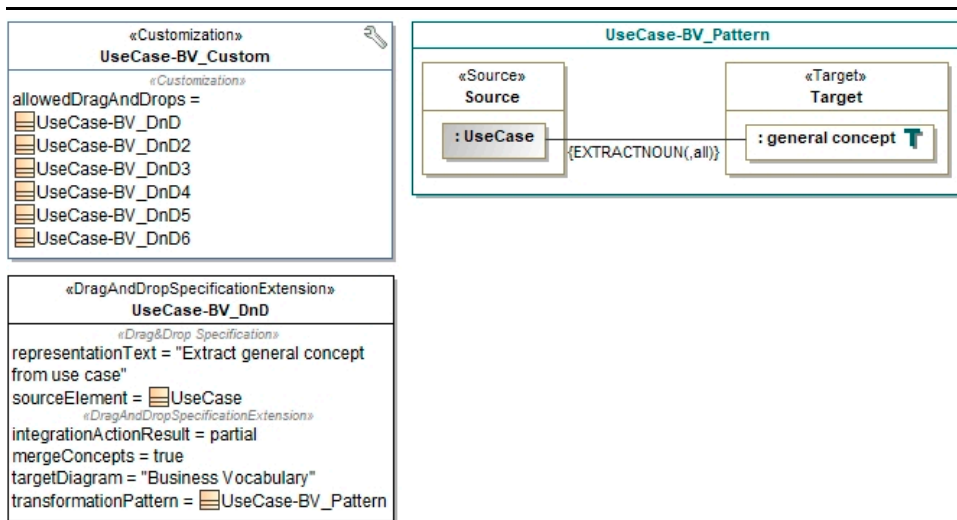 «Customization»
UseCase-BV_Custom
«Customization»
allowedDragAndDrops =
UseCase-BV_DnD
UseCase-BV_DnD2
UseCase-BV_DnD3
UseCase-BV_DnD4
UseCase-BV_DnD5
UseCase-BV_DnD6
UseCase-BV_Pattern
«Source»
Source
: UseCase
{EXTRACTNOUN(,all)}
«Target»
Target
: general concept
«DragAndDropSpecificationExtension»
UseCase-BV_DnD
«Drag&Drop Specification»
representationText = "Extract general concept
from use case"
sourceElement = UseCase
«DragAndDropSpecificationExtension»
integrationActionResult = partial
mergeConcepts = true
targetDiagram = "Business Vocabulary"
transformationPattern = UseCase-BV_Pattern